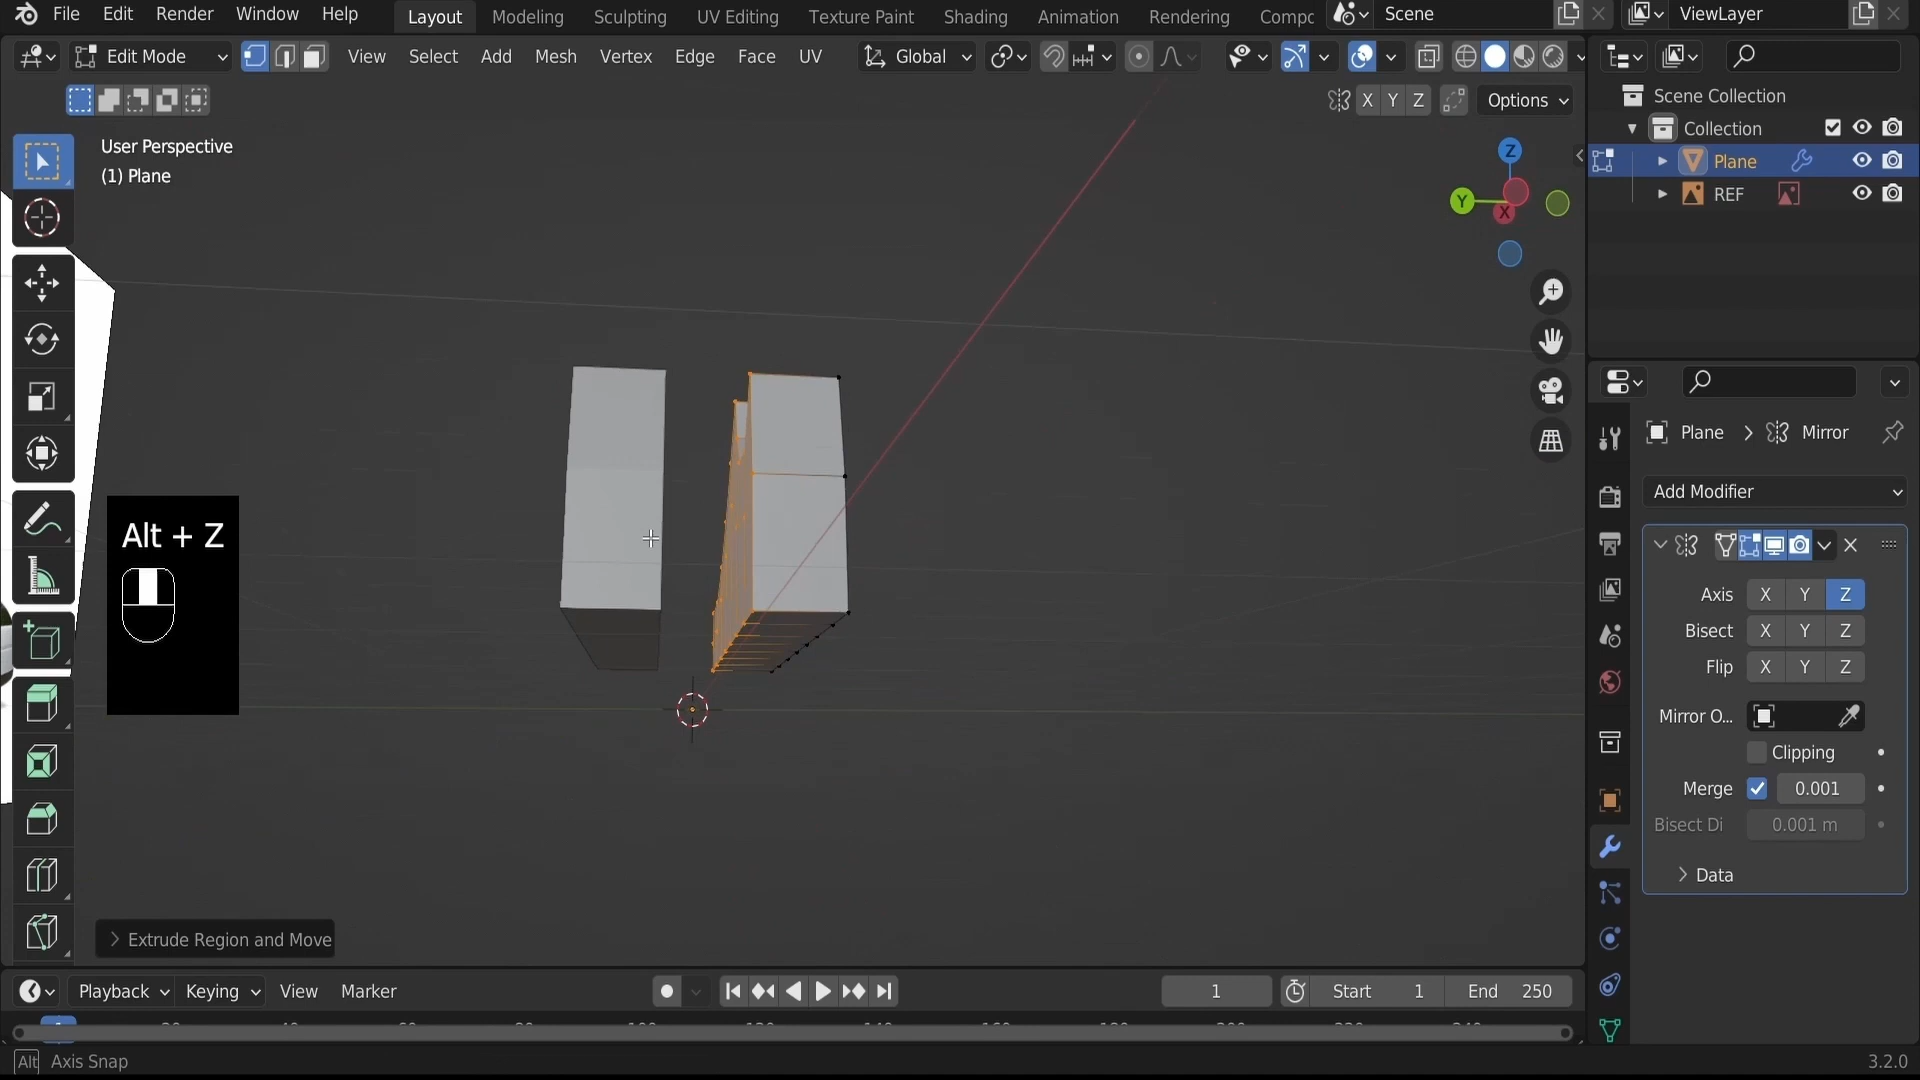 File Edit Render Window Help Layout Modeling Sculpting UV Editing Texture Paint Shading Animation Rendering Compc Scene ViewLayer
Edit Mode View Select Add Mesh Vertex Edge Face UV Global
X Y Z Options
User Perspective
(1) Plane
Z
Y
X
Scene Collection
Collection
Plane
REF
Alt + Z
Plane > Mirror
Add Modifier
Axis X Y Z
Bisect X Y Z
Flip X Y Z
Mirror O...
Clipping
Merge 0.001
Bisect Di 0.001 m
Data
Extrude Region and Move
Playback Keying View Marker 1 Start 1 End 250
Alt Axis Snap 3.2.0